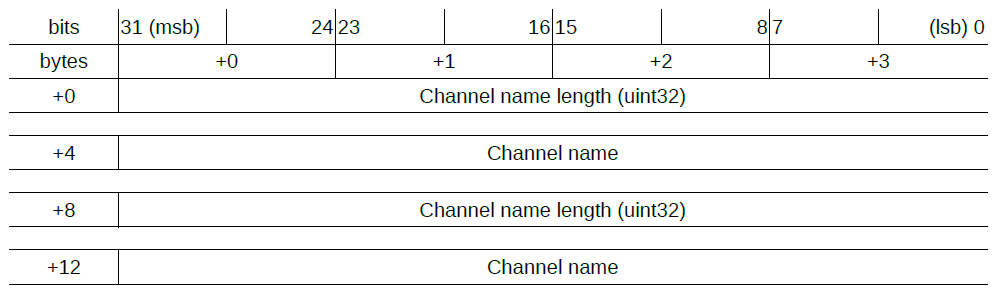 bits 31 (msb) 24 23 16 15 8 7 (lsb) 0
bytes +0 +1 +2 +3
+0 Channel name length (uint32)
+4 Channel name
+8 Channel name length (uint32)
+12 Channel name